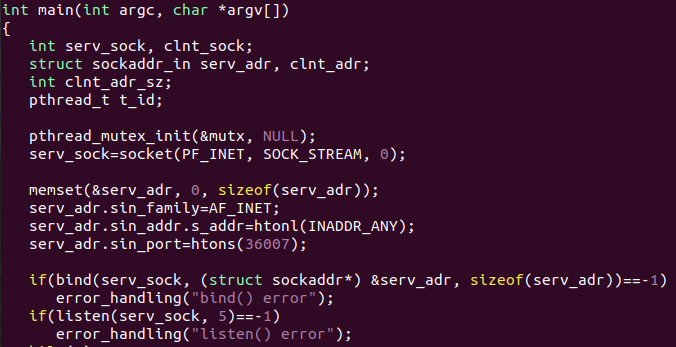 int main(int argc, char *argv[])
{
int serv_sock, clnt_sock;
struct sockaddr_in serv_adr, clnt_adr;
int clnt_adr_sz;
pthread_t t_id;
pthread_mutex_init(&mutx, NULL);
serv_sock=socket(PF_INET, SOCK_STREAM, 0);
memset(&serv_adr, 0, sizeof(serv_adr));
serv_adr.sin_family=AF_INET;
serv_adr.sin_addr.s_addr=htonl(INADDR_ANY);
serv_adr.sin_port=htons(36007);
if(bind(serv_sock, (struct sockaddr*) &serv_adr, sizeof(serv_adr))==-1)
error_handling("bind() error");
if(listen(serv_sock, 5)==-1)
error_handling("listen() error");